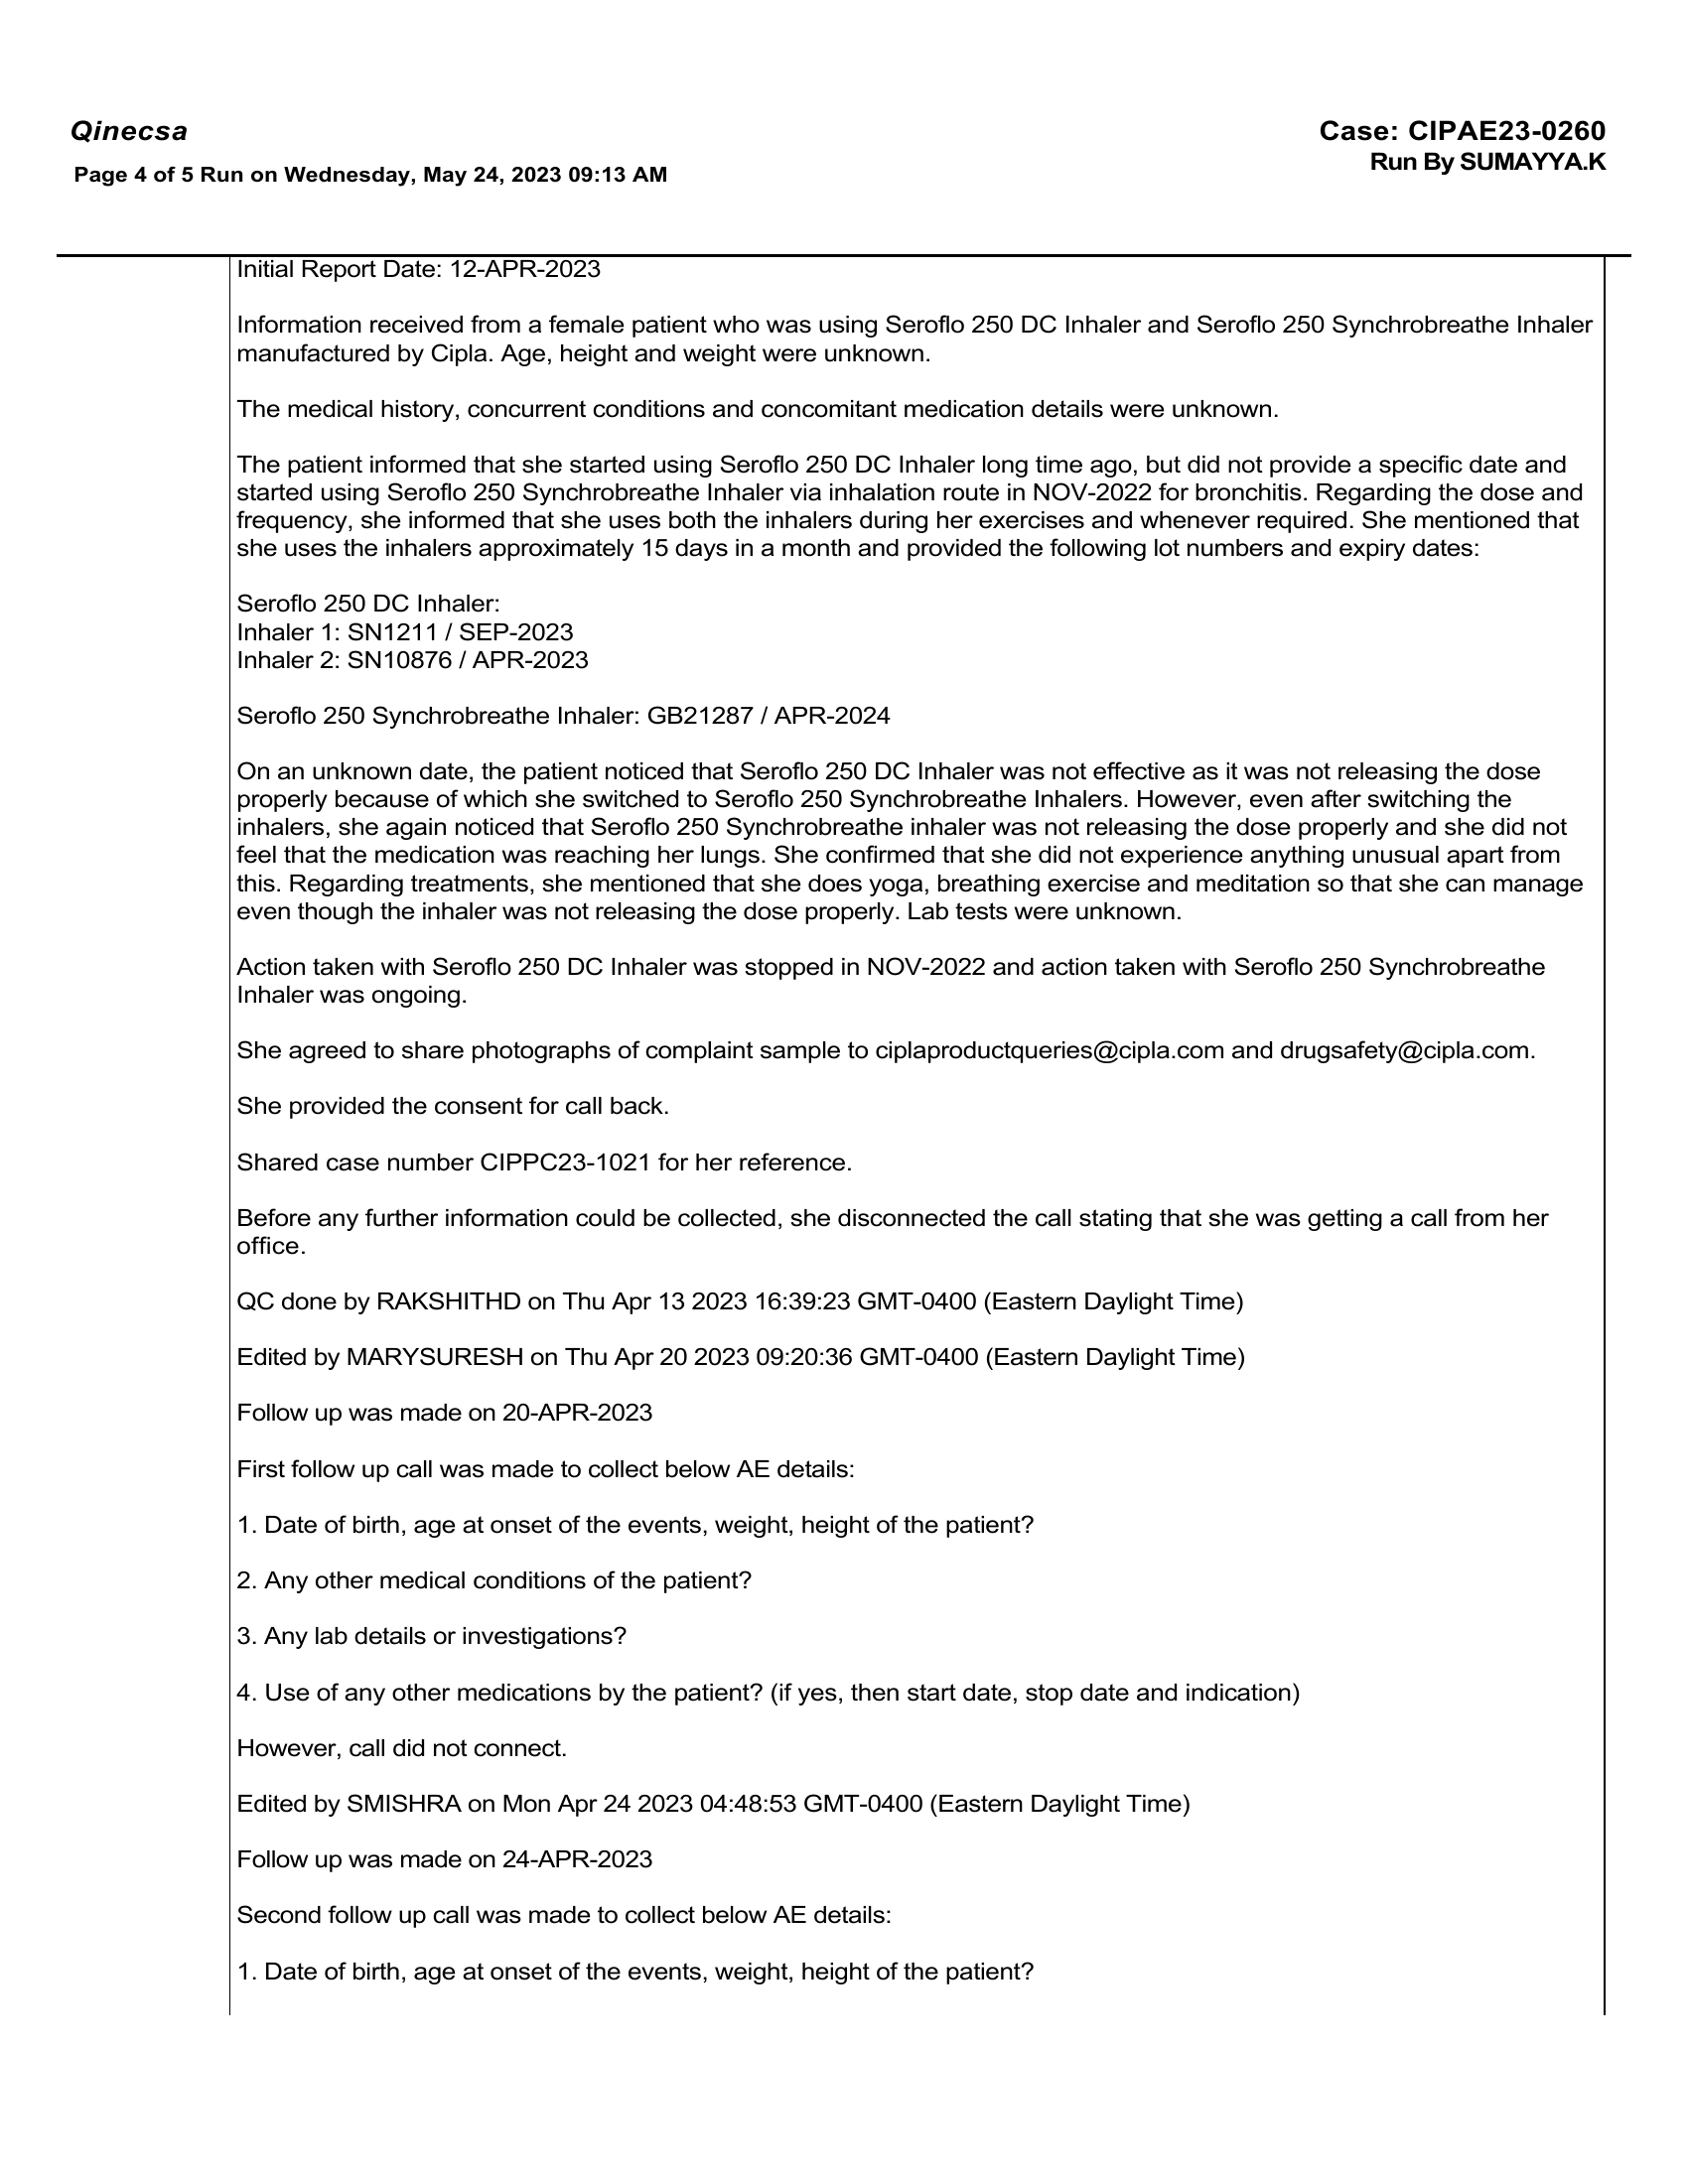 Qinecsa
Case: CIPAE23-0260
Page 4 of 5 Run on Wednesday, May 24, 2023 09:13 AM
Run By SUMAYYA.K
Initial Report Date: 12-APR-2023
Information received from a female patient who was using Seroflo 250 DC Inhaler and Seroflo 250 Synchrobreathe Inhaler
manufactured by Cipla. Age, height and weight were unknown.
The medical history, concurrent conditions and concomitant medication details were unknown.
The patient informed that she started using Seroflo 250 DC Inhaler long time ago, but did not provide a specific date and
started using Seroflo 250 Synchrobreathe Inhaler via inhalation route in NOV-2022 for bronchitis. Regarding the dose and
frequency, she informed that she uses both the inhalers during her exercises and whenever required. She mentioned that
she uses the inhalers approximately 15 days in a month and provided the following lot numbers and expiry dates:
Seroflo 250 DC Inhaler:
Inhaler 1: SN1211 / SEP-2023
Inhaler 2: SN10876 / APR-2023
Seroflo 250 Synchrobreathe Inhaler: GB21287 / APR-2024
On an unknown date, the patient noticed that Seroflo 250 DC Inhaler was not effective as it was not releasing the dose
properly because of which she switched to Seroflo 250 Synchrobreathe Inhalers. However, even after switching the
inhalers, she again noticed that Seroflo 250 Synchrobreathe inhaler was not releasing the dose properly and she did not
feel that the medication was reaching her lungs. She confirmed that she did not experience anything unusual apart from
this. Regarding treatments, she mentioned that she does yoga, breathing exercise and meditation so that she can manage
even though the inhaler was not releasing the dose properly. Lab tests were unknown.
Action taken with Seroflo 250 DC Inhaler was stopped in NOV-2022 and action taken with Seroflo 250 Synchrobreathe
Inhaler was ongoing.
She agreed to share photographs of complaint sample to ciplaproductqueries@cipla.com and drugsafety@cipla.com.
She provided the consent for call back.
Shared case number CIPPC23-1021 for her reference.
Before any further information could be collected, she disconnected the call stating that she was getting a call from her
office.
QC done by RAKSHITHD on Thu Apr 13 2023 16:39:23 GMT-0400 (Eastern Daylight Time)
Edited by MARYSURESH on Thu Apr 20 2023 09:20:36 GMT-0400 (Eastern Daylight Time)
Follow up was made on 20-APR-2023
First follow up call was made to collect below AE details:
1. Date of birth, age at onset of the events, weight, height of the patient?
2. Any other medical conditions of the patient?
3. Any lab details or investigations?
4. Use of any other medications by the patient? (if yes, then start date, stop date and indication)
However, call did not connect.
Edited by SMISHRA on Mon Apr 24 2023 04:48:53 GMT-0400 (Eastern Daylight Time)
Follow up was made on 24-APR-2023
Second follow up call was made to collect below AE details:
1. Date of birth, age at onset of the events, weight, height of the patient?